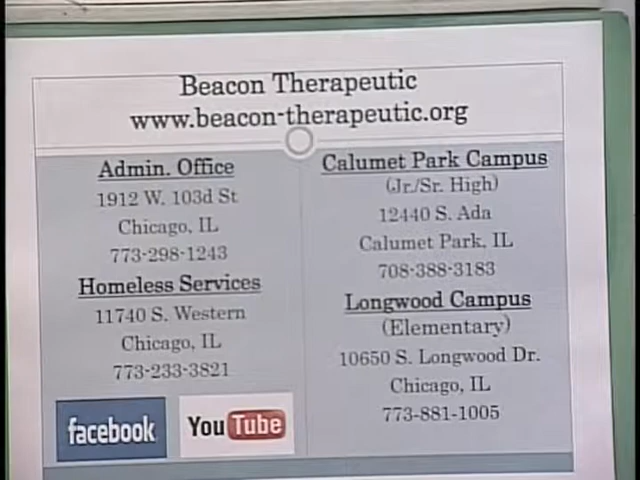 Beacon Therapeutic
www.beacon-therapeutic.org
Admin. Office
1912 W. 103d St
Chicago, IL
773-298-1243
Homeless Services
11740 S. Western
Chicago, IL
773-233-3821
facebook
YouTube
Calumet Park Campus
(Jr./Sr. High)
12440 S. Ada
Calumet Park, IL
708-388-3183
Longwood Campus
(Elementary)
10650 S. Longwood Dr.
Chicago, IL
773-881-1005